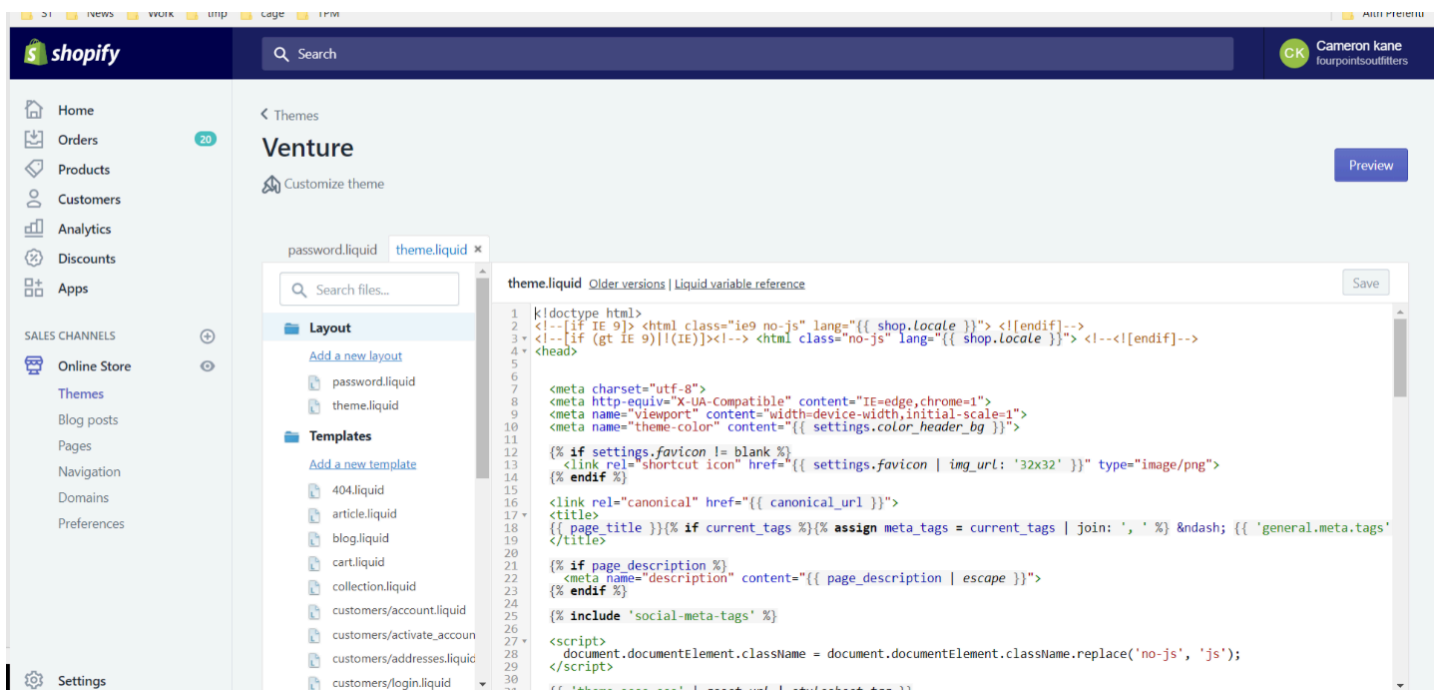 ST News Work tmp cage TPM Altri Preferiti
shopify
Search
CK
Cameron kane
fourpointsoutfitters
Home
Orders 20
Products
Customers
Analytics
Discounts
Apps
SALES CHANNELS
Online Store
Themes
Blog posts
Pages
Navigation
Domains
Preferences
Settings
Themes
Venture
Customize theme
Preview
password.liquid theme.liquid ×
Search files...
Layout
Add a new layout
password.liquid
theme.liquid
Templates
Add a new template
404.liquid
article.liquid
blog.liquid
cart.liquid
collection.liquid
customers/account.liquid
customers/activate_accoun
customers/addresses.liquid
customers/login.liquid
theme.liquid Older versions | Liquid variable reference
Save
1 <!doctype html>
2 <!--[if IE 9]> <html class="ie9 no-js" lang="{{ shop.locale }}"> <![endif]-->
3 <!--[if (gt IE 9)|!(IE)]><!--> <html class="no-js" lang="{{ shop.locale }}"> <!--<![endif]-->
4 <head>
5
6
7 <meta charset="utf-8">
8 <meta http-equiv="X-UA-Compatible" content="IE=edge,chrome=1">
9 <meta name="viewport" content="width=device-width,initial-scale=1">
10 <meta name="theme-color" content="{{ settings.color_header_bg }}">
11
12 {% if settings.favicon != blank %}
13 <link rel="shortcut icon" href="{{ settings.favicon | img_url: '32x32' }}" type="image/png">
14 {% endif %}
15
16 <link rel="canonical" href="{{ canonical_url }}">
17 <title>
18 {{ page_title }}{% if current_tags %}{% assign meta_tags = current_tags | join: ', ' %} &ndash; {{ 'general.meta.tags'
19 </title>
20
21 {% if page_description %}
22 <meta name="description" content="{{ page_description | escape }}">
23 {% endif %}
24
25 {% include 'social-meta-tags' %}
26
27 <script>
28 document.documentElement.className = document.documentElement.className.replace('no-js', 'js');
29 </script>
30